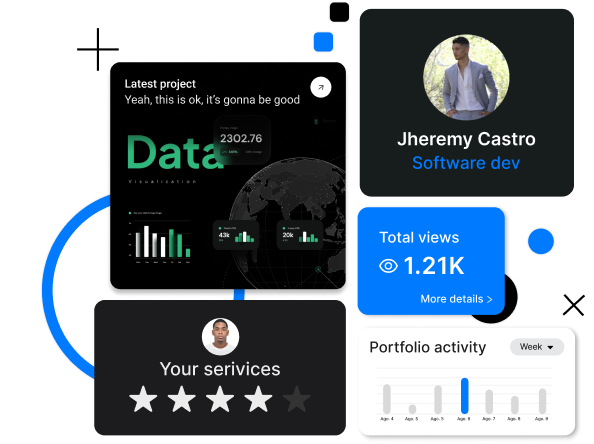 Latest project
Yeah, this is ok, it's gonna be good
2302.76
Data
Visualization
43k
20k
Jheremy Castro
Software dev
Total views
1.21K
More details >
Your serivices
Portfolio activity
Week
Ago. 4
Ago. 5
Ago. 5
Ago. 6
Ago. 7
Ago. 8
Ago. 9